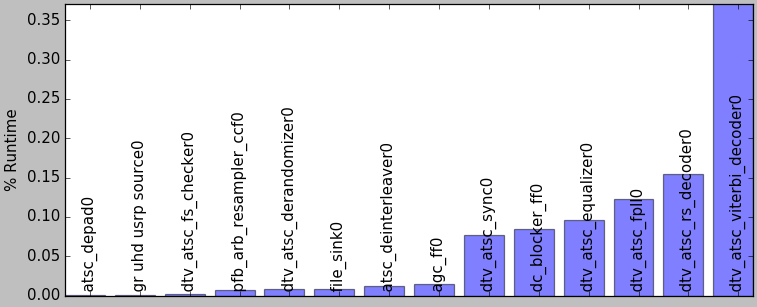 % Runtime
0.35
0.30
0.25
0.20
0.15
0.10
0.05
0.00
atsc_depad0
gr uhd usrp source0
dtv_atsc_fs_checker0
pfb_arb_resampler_ccf0
dtv_atsc_derandomizer0
file_sink0
atsc_deinterleaver0
agc_ff0
dtv_atsc_sync0
dc_blocker_ff0
dtv_atsc_equalizer0
dtv_atsc_fpll0
dtv_atsc_rs_decoder0
dtv_atsc_viterbi_decoder0